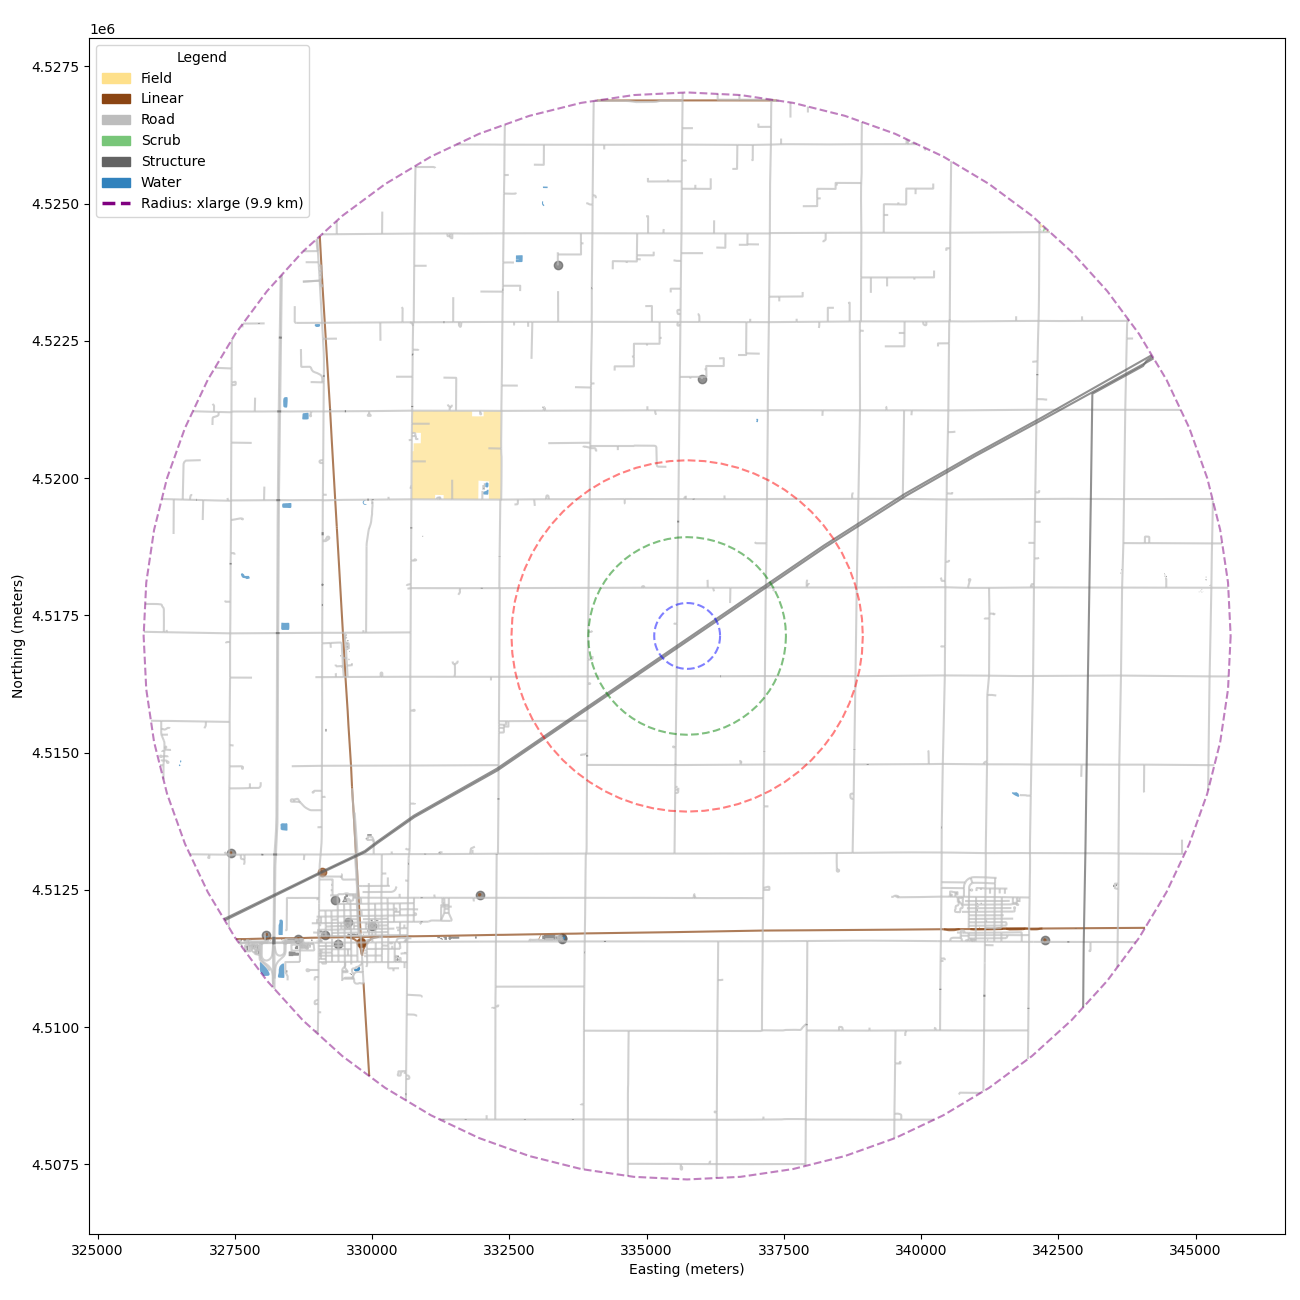 1e6
Legend
Field
Linear
Road
Scrub
Structure
Water
Radius: xlarge (9.9 km)
4.5275
4.5250
4.5225
4.5200
4.5175
4.5150
4.5125
4.5100
4.5075
Northing (meters)
325000 327500 330000 332500 335000 337500 340000 342500 345000
Easting (meters)